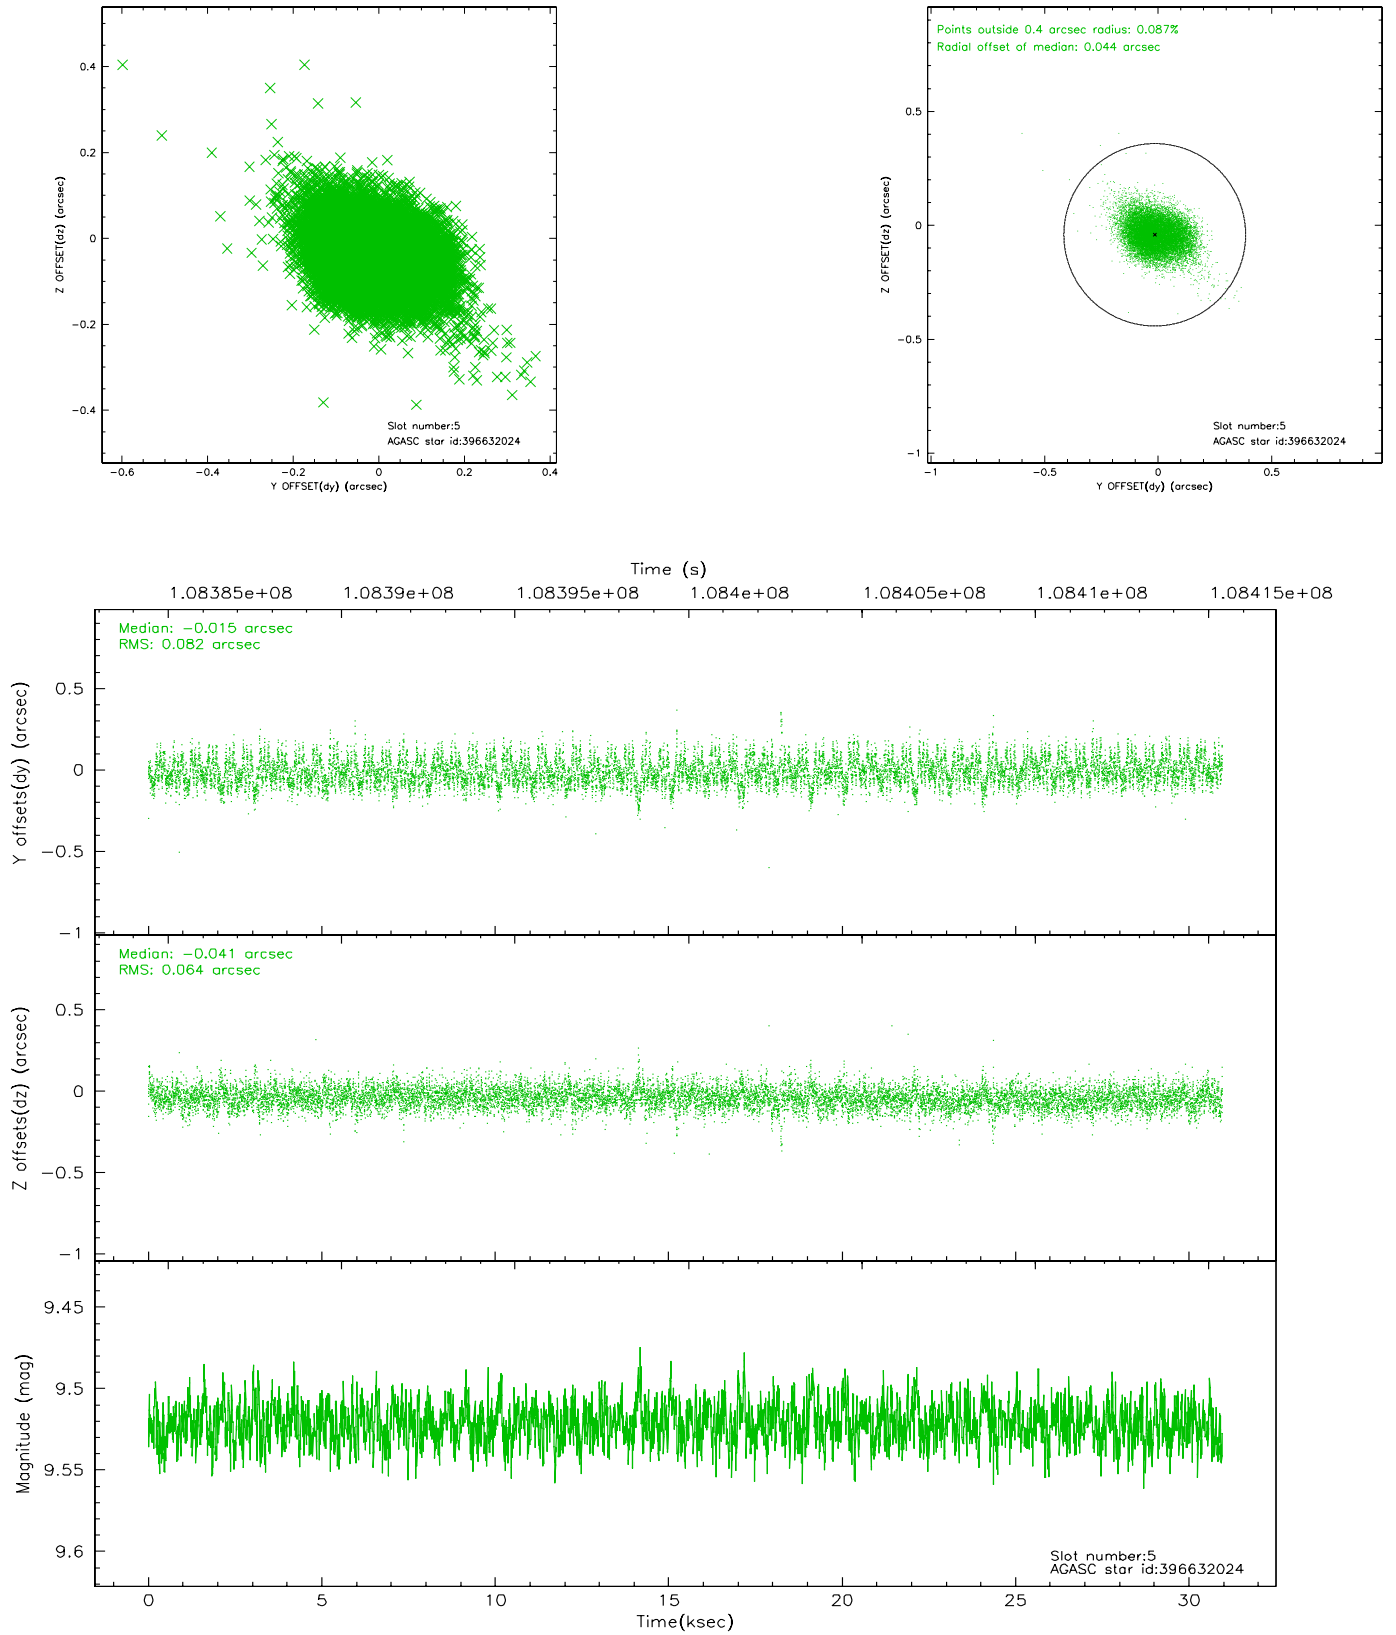 0.4
0.2
0
−0.2
−0.4
Z OFFSET(dz) (arcsec)
Slot number:5
AGASC star id:396632024
−0.6
−0.4
−0.2
0
0.2
0.4
Y OFFSET(dy) (arcsec)
Points outside 0.4 arcsec radius: 0.087%
Radial offset of median: 0.044 arcsec
0.5
0
−0.5
−1
Z OFFSET(dz) (arcsec)
Slot number:5
AGASC star id:396632024
−1
−0.5
0
0.5
Y OFFSET(dy) (arcsec)
Time (s)
1.08385e+08
1.0839e+08
1.08395e+08
1.084e+08
1.08405e+08
1.0841e+08
1.08415e+08
Median: −0.015 arcsec
RMS: 0.082 arcsec
0.5
0
−0.5
−1
Y offsets(dy) (arcsec)
Median: −0.041 arcsec
RMS: 0.064 arcsec
0.5
0
−0.5
−1
Z offsets(dz) (arcsec)
9.45
9.5
9.55
9.6
Magnitude (mag)
Slot number:5
AGASC star id:396632024
0
5
10
15
20
25
30
Time(ksec)